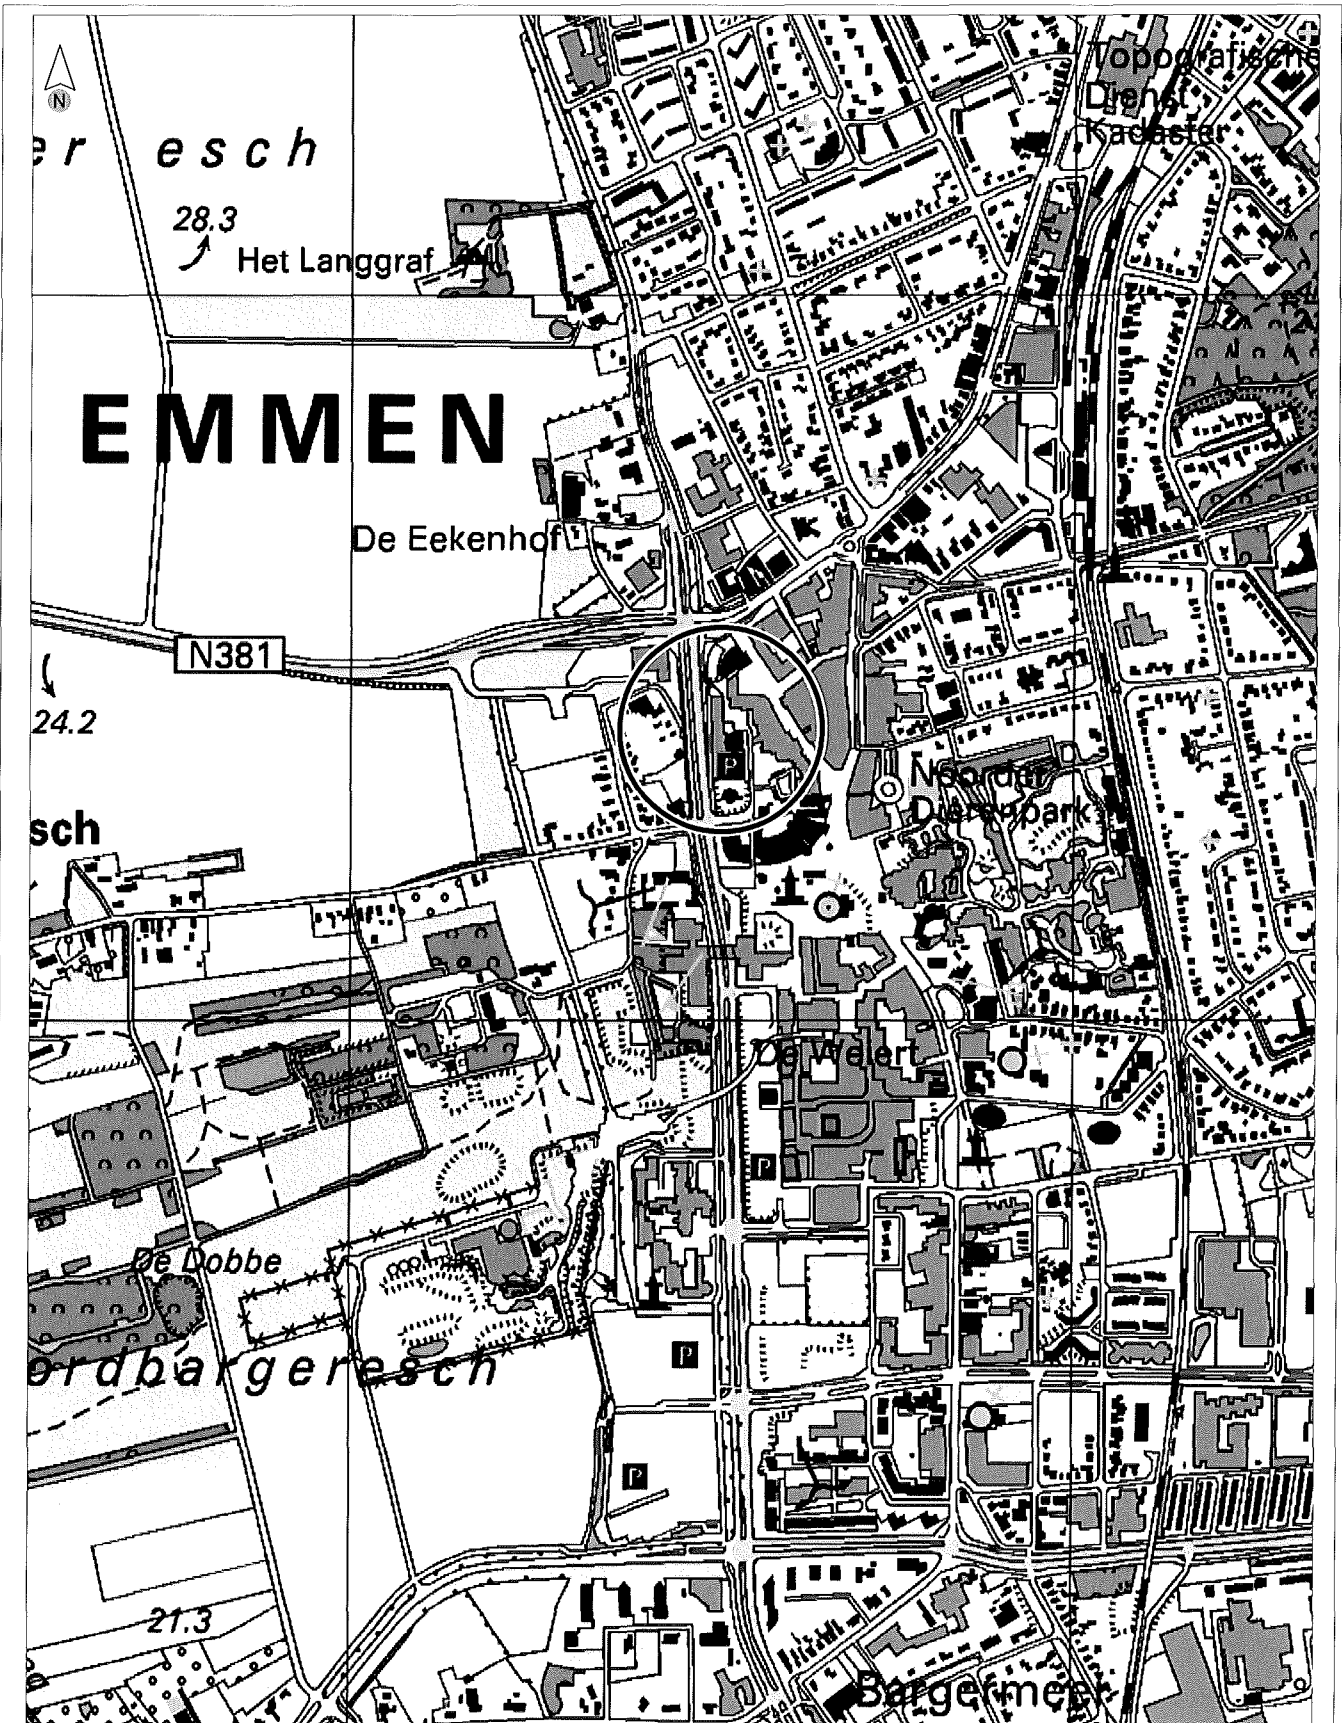 Topografische
Dienst
Kadaster
N
er esch
28.3
Het Langgraf
EMMEN
De Eekenhof
N381
24.2
P
Noorder
Dierenpark
sch
De Weiert
P
De Dobbe
P
ordbargeresch
P
21.3
Bargermeer